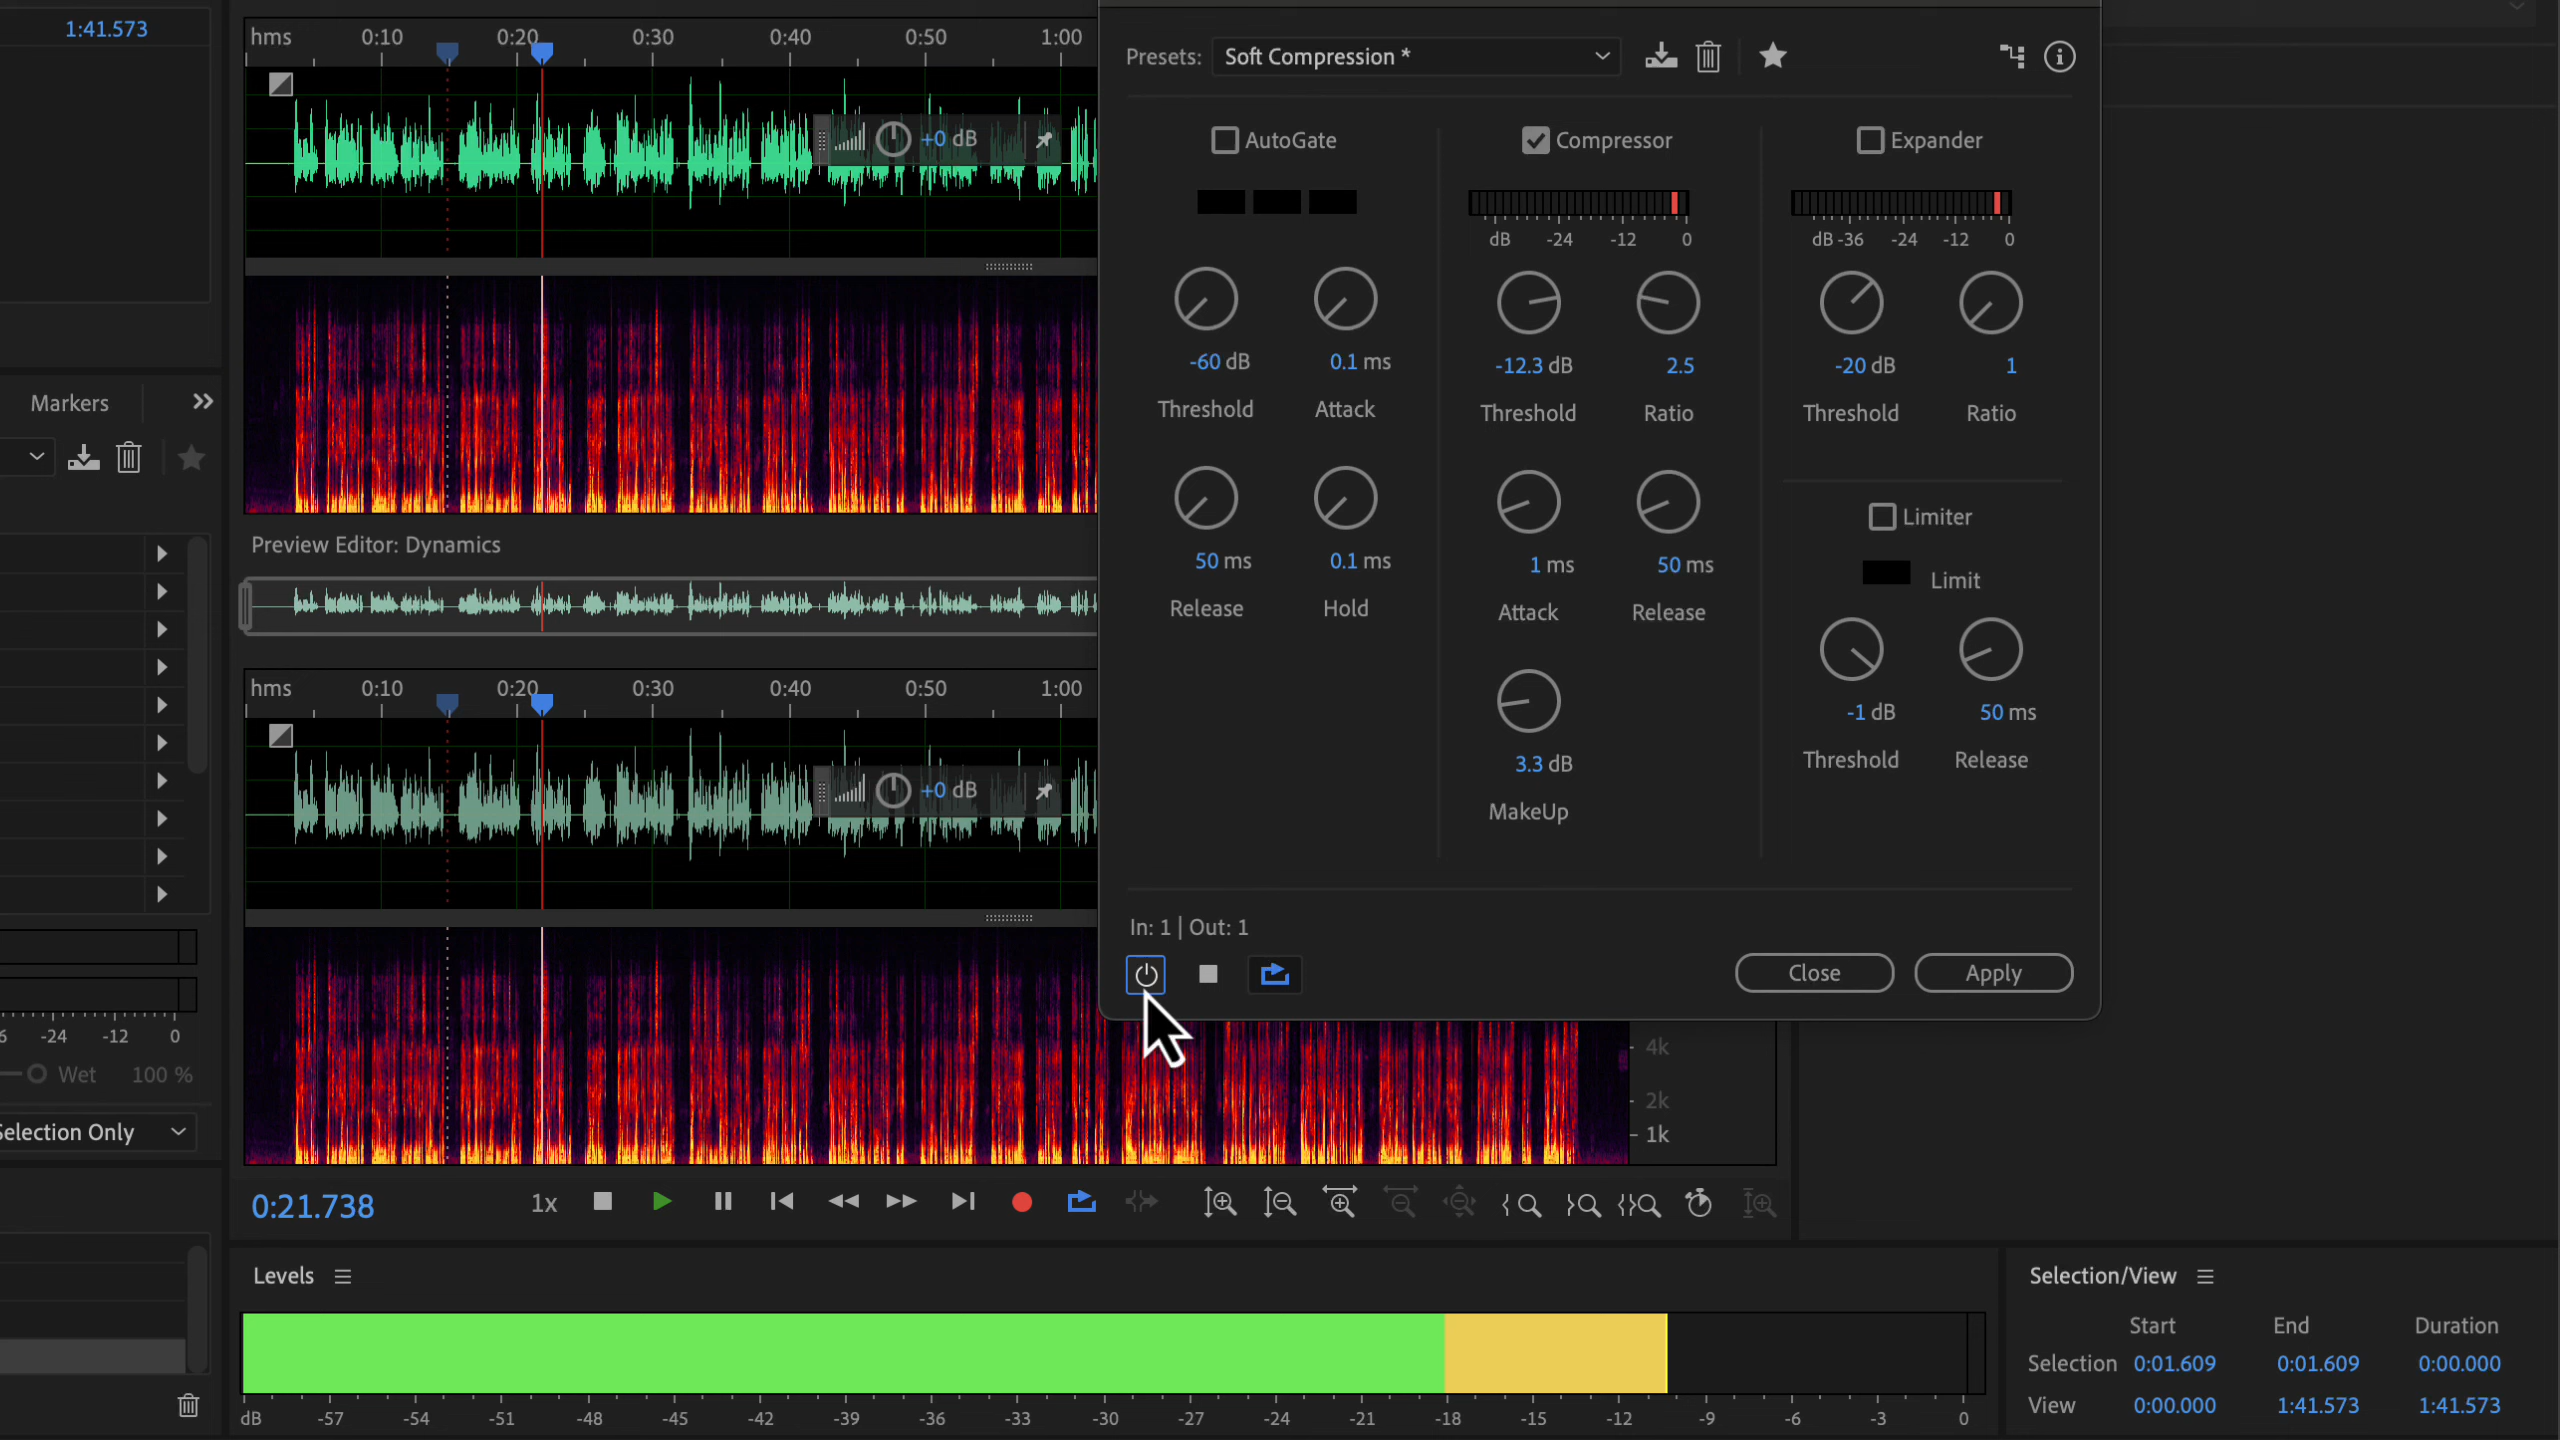 1:41.573
hms 0:10 0:20 0:30 0:40 0:50 1:00
+0 dB
Markers
Preview Editor: Dynamics
hms 0:10 0:20 0:30 0:40 0:50 1:00
+0 dB
-24 -12 0
Wet 100 %
Selection Only
Presets: Soft Compression *
AutoGate
-60 dB 0.1 ms
Threshold Attack
50 ms 0.1 ms
Release Hold
Compressor
dB -24 -12 0
-12.3 dB 2.5
Threshold Ratio
1 ms 50 ms
Attack Release
3.3 dB
MakeUp
Expander
dB -36 -24 -12 0
-20 dB 1
Threshold Ratio
Limiter
Limit
-1 dB 50 ms
Threshold Release
In: 1 | Out: 1
Close Apply
4k
2k
1k
0:21.738 1x
Levels
dB -57 -54 -51 -48 -45 -42 -39 -36 -33 -30 -27 -24 -21 -18 -15 -12 -9 -6 -3 0
Selection/View
Start End Duration
Selection 0:01.609 0:01.609 0:00.000
View 0:00.000 1:41.573 1:41.573